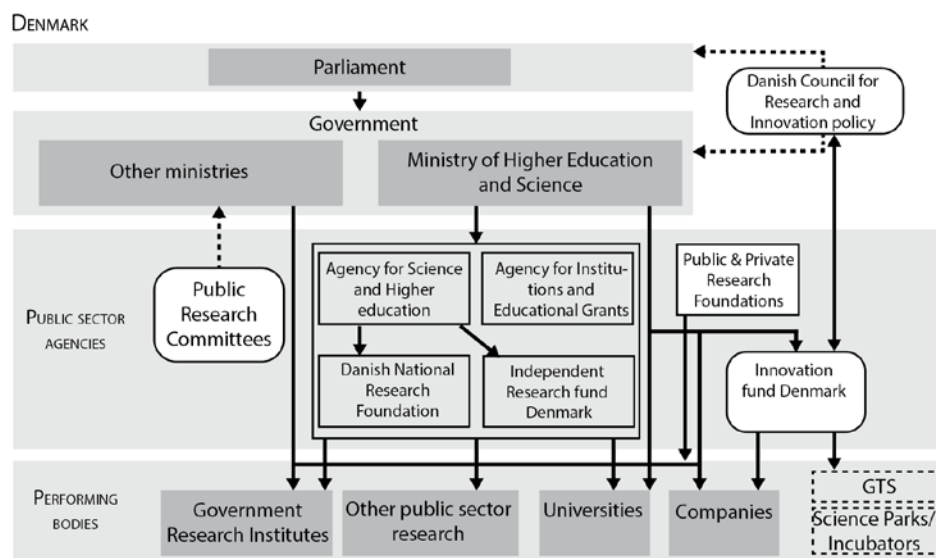 DENMARK
Parliament
Danish Council for
Research and
Innovation policy
Government
Other ministries
Ministry of Higher Education
and Science
PUBLIC SECTOR
AGENCIES
Public
Research
Committees
Agency for Science
and Higher
education
Agency for Institu-
tions and
Educational Grants
Public & Private
Research
Foundations
Danish National
Research
Foundation
Independent
Research fund
Denmark
Innovation
fund Denmark
PERFORMING
BODIES
Government
Research Institutes
Other public sector
research
Universities
Companies
GTS
Science Parks/
Incubators